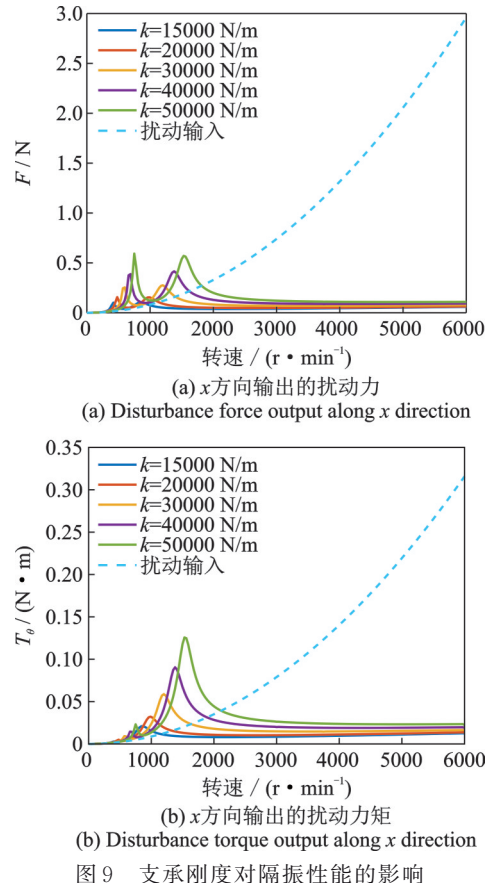 3.0
2.5
2.0
1.5
1.0
0.5
0
F / N
k=15000 N/m
k=20000 N/m
k=30000 N/m
k=40000 N/m
k=50000 N/m
扰动输入
0 1000 2000 3000 4000 5000 6000
转速 / (r·min⁻¹)
(a) x方向输出的扰动力
(a) Disturbance force output along x direction
0.35
0.30
0.25
0.20
0.15
0.10
0.05
0
Tθ / (N·m)
k=15000 N/m
k=20000 N/m
k=30000 N/m
k=40000 N/m
k=50000 N/m
扰动输入
0 1000 2000 3000 4000 5000 6000
转速 / (r·min⁻¹)
(b) x方向输出的扰动力矩
(b) Disturbance torque output along x direction
图9 支承刚度对隔振性能的影响